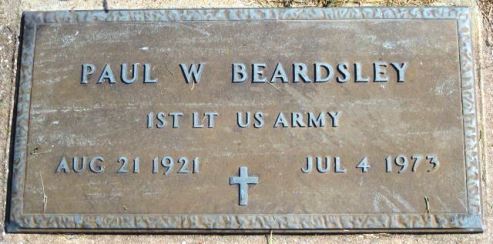 PAUL W BEARDSLEY
1ST LT US ARMY
AUG 21 1921 JUL 4 1973